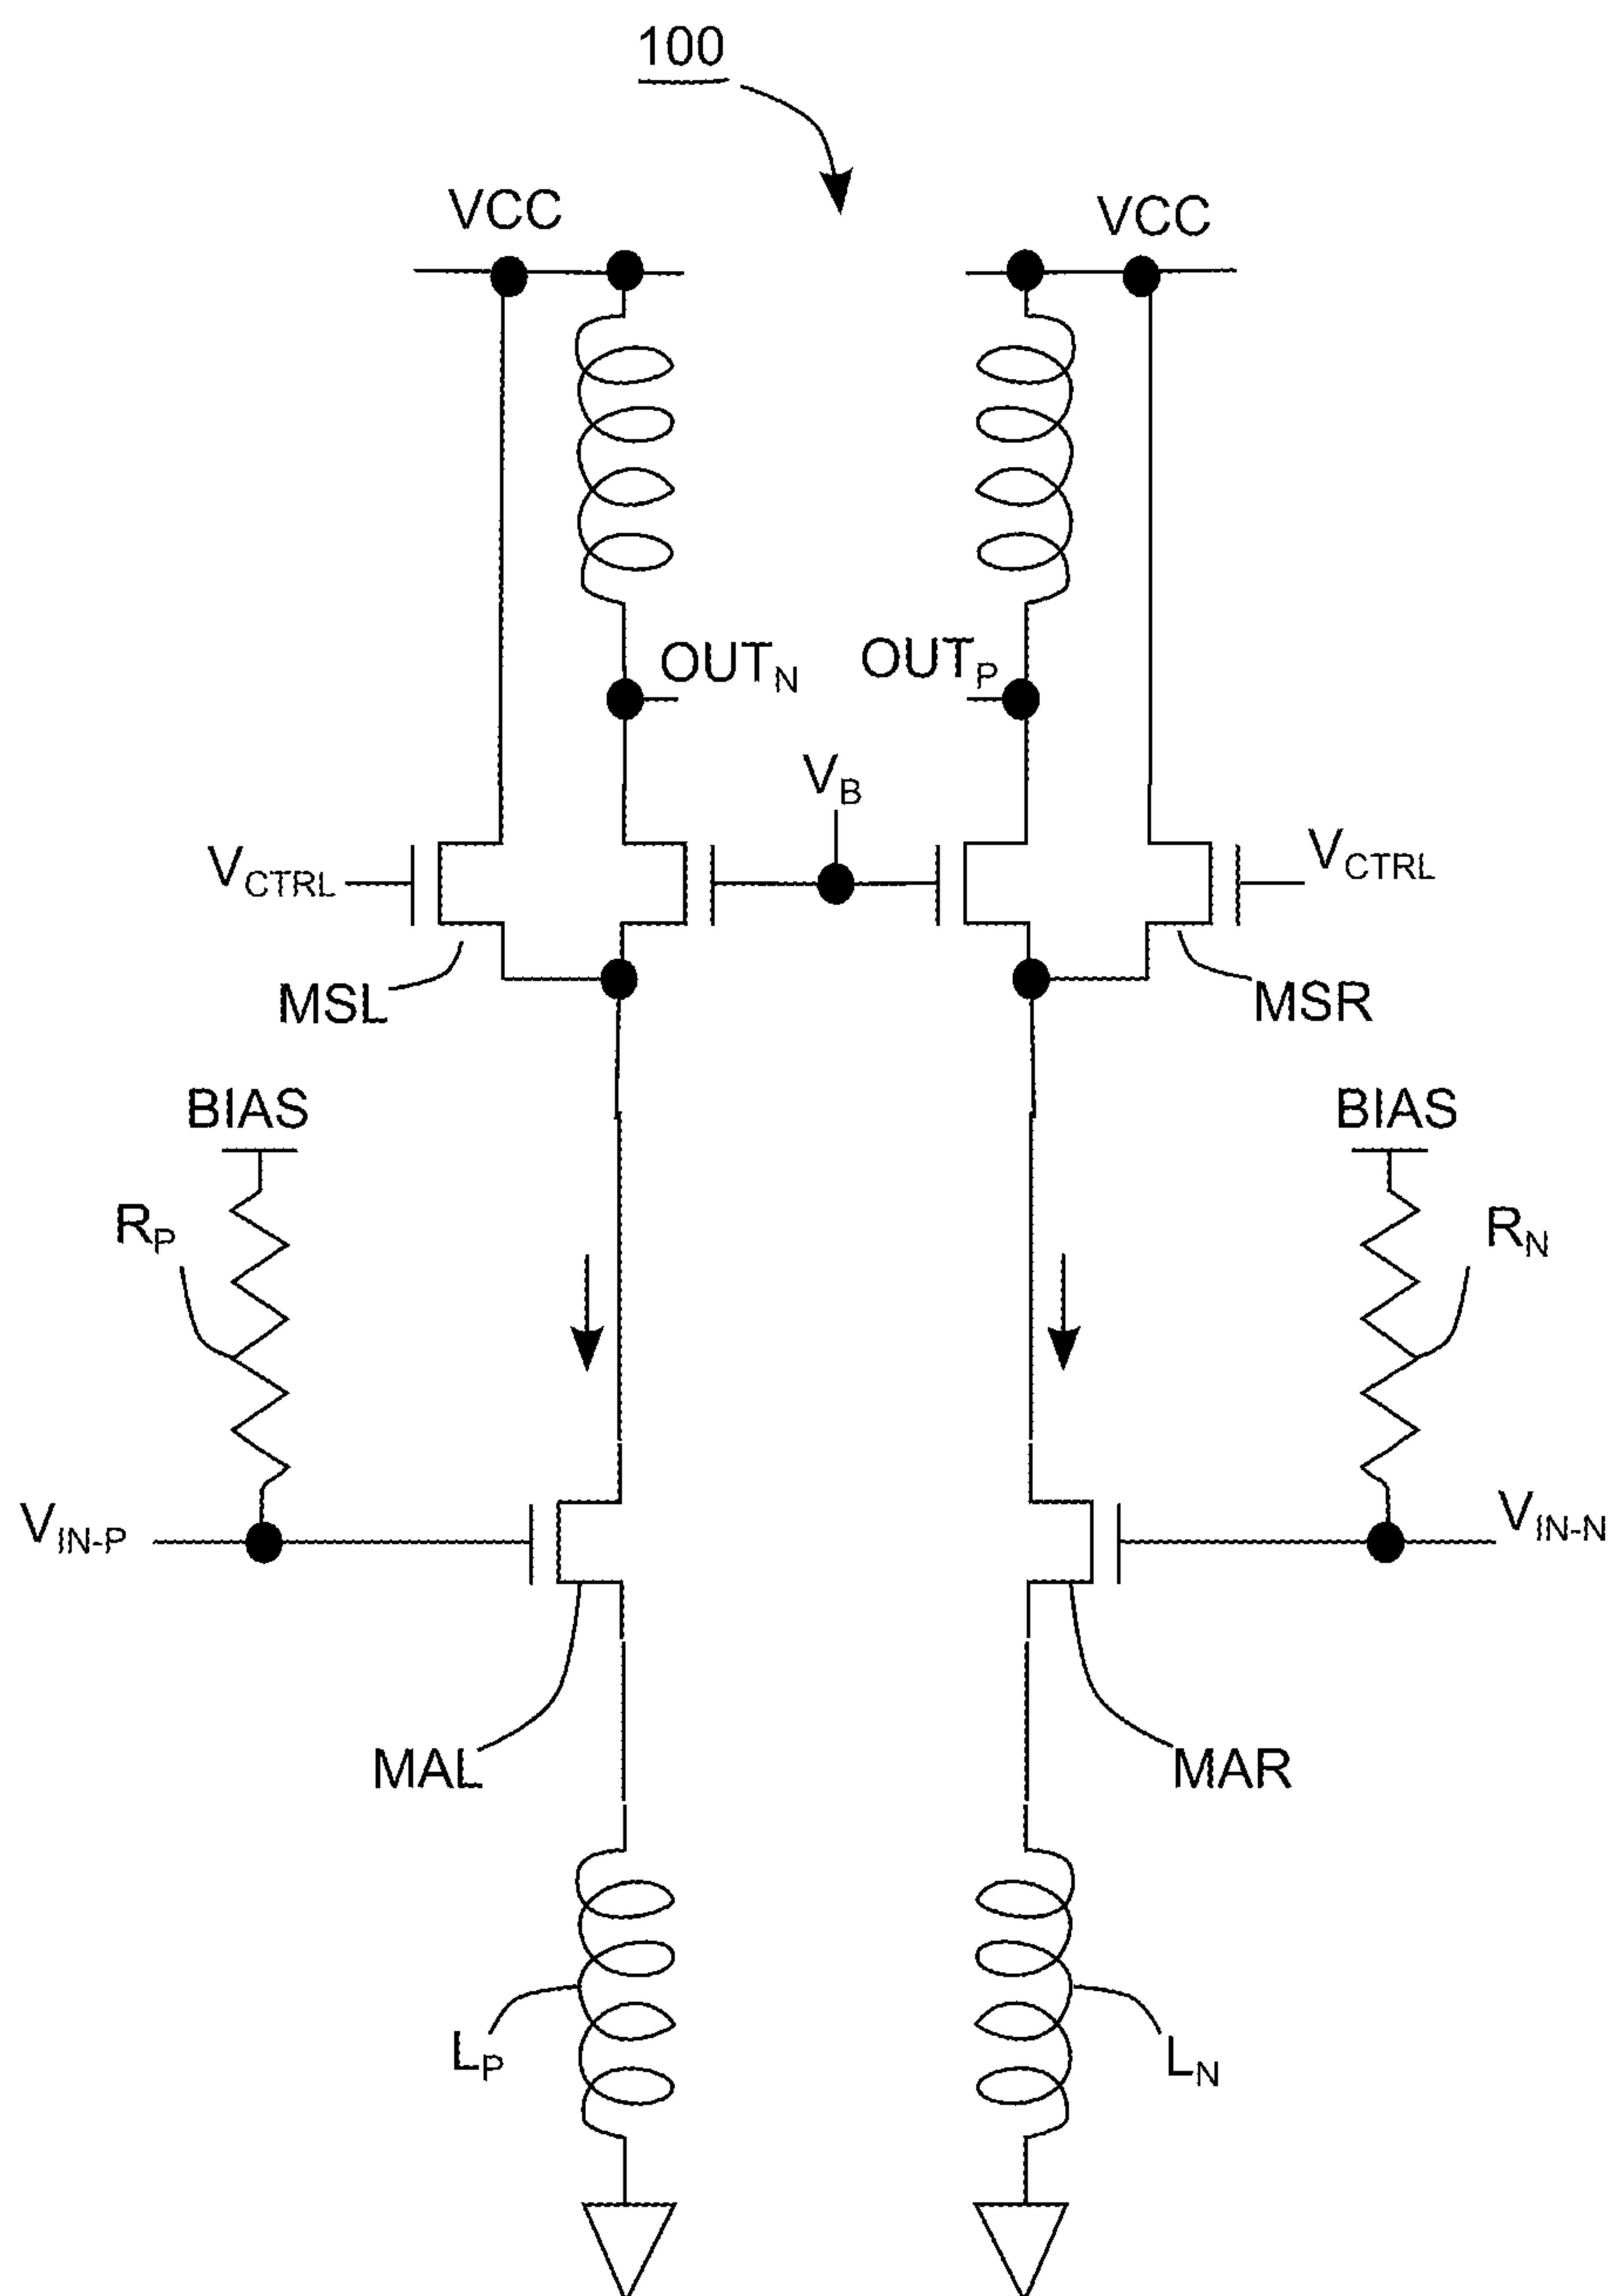 100
VCC VCC
OUTN OUTP
VB
VCTRL VCTRL
MSL MSR
BIAS BIAS
RP RN
VIN-P VIN-N
MAL MAR
LP LN